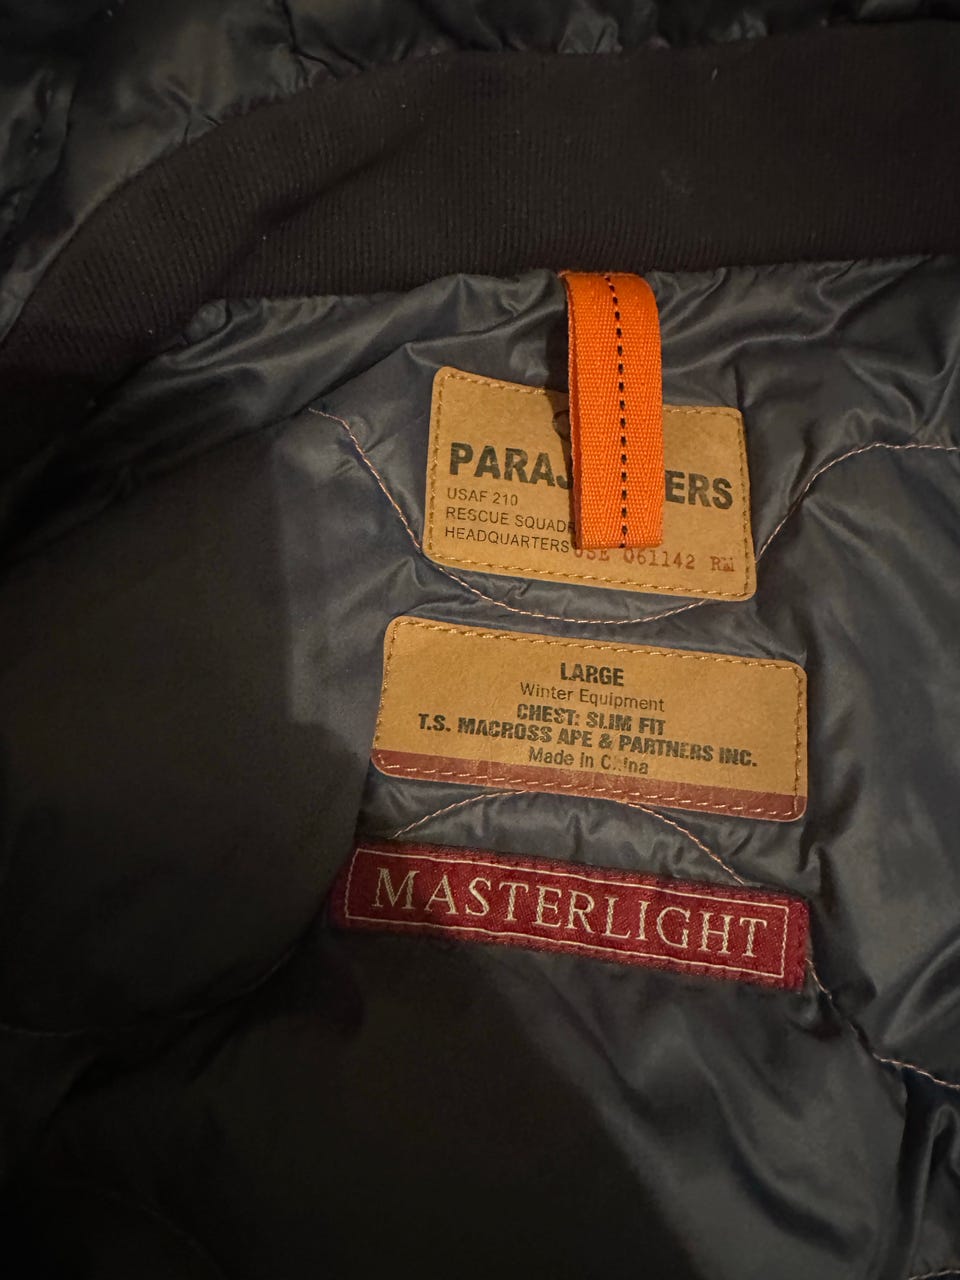 PARAJ ERS
USAF 210
RESCUE SQUADR
HEADQUARTERS
061142
LARGE
Winter Equipment
CHEST: SLIM FIT
T.S. MACROSS APE & PARTNERS INC.
Made in China
MASTERLIGHT